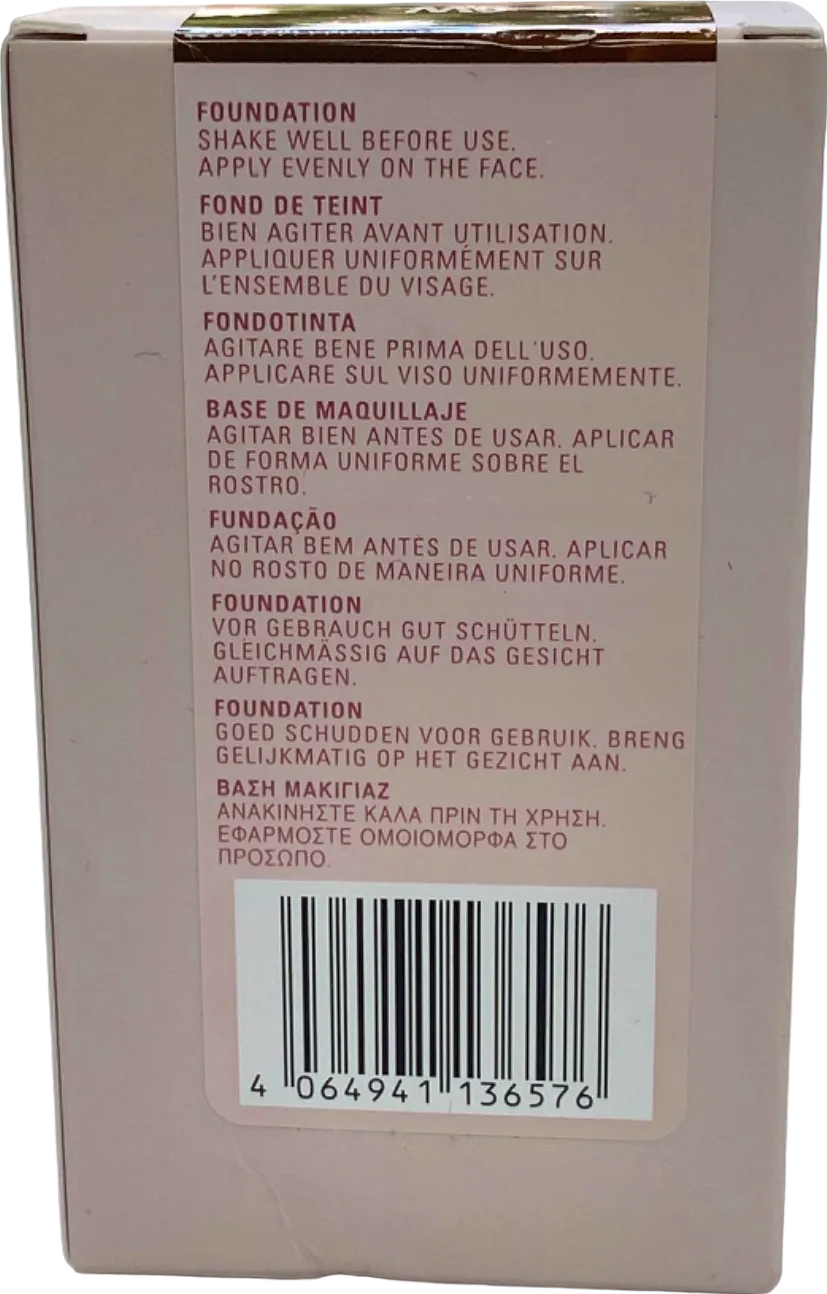 FOUNDATION
SHAKE WELL BEFORE USE.
APPLY EVENLY ON THE FACE.
FOND DE TEINT
BIEN AGITER AVANT UTILISATION.
APPLIQUER UNIFORMÉMENT SUR
L'ENSEMBLE DU VISAGE.
FONDOTINTA
AGITARE BENE PRIMA DELL'USO.
APPLICARE SUL VISO UNIFORMEMENTE.
BASE DE MAQUILLAJE
AGITAR BIEN ANTES DE USAR. APLICAR
DE FORMA UNIFORME SOBRE EL
ROSTRO.
FUNDAÇÃO
AGITAR BEM ANTES DE USAR. APLICAR
NO ROSTO DE MANEIRA UNIFORME.
FOUNDATION
VOR GEBRAUCH GUT SCHÜTTELN.
GLEICHMÄSSIG AUF DAS GESICHT
AUFTRAGEN.
FOUNDATION
GOED SCHUDDEN VOOR GEBRUIK. BRENG
GELIJKMATIG OP HET GEZICHT AAN.
ΒΑΣΗ ΜΑΚΙΓΙΑΖ
ΑΝΑΚΙΝΗΣΤΕ ΚΑΛΑ ΠΡΙΝ ΤΗ ΧΡΗΣΗ.
ΕΦΑΡΜΟΣΤΕ ΟΜΟΙΟΜΟΡΦΑ ΣΤΟ
ΠΡΟΣΩΠΟ.
4 064941 136576